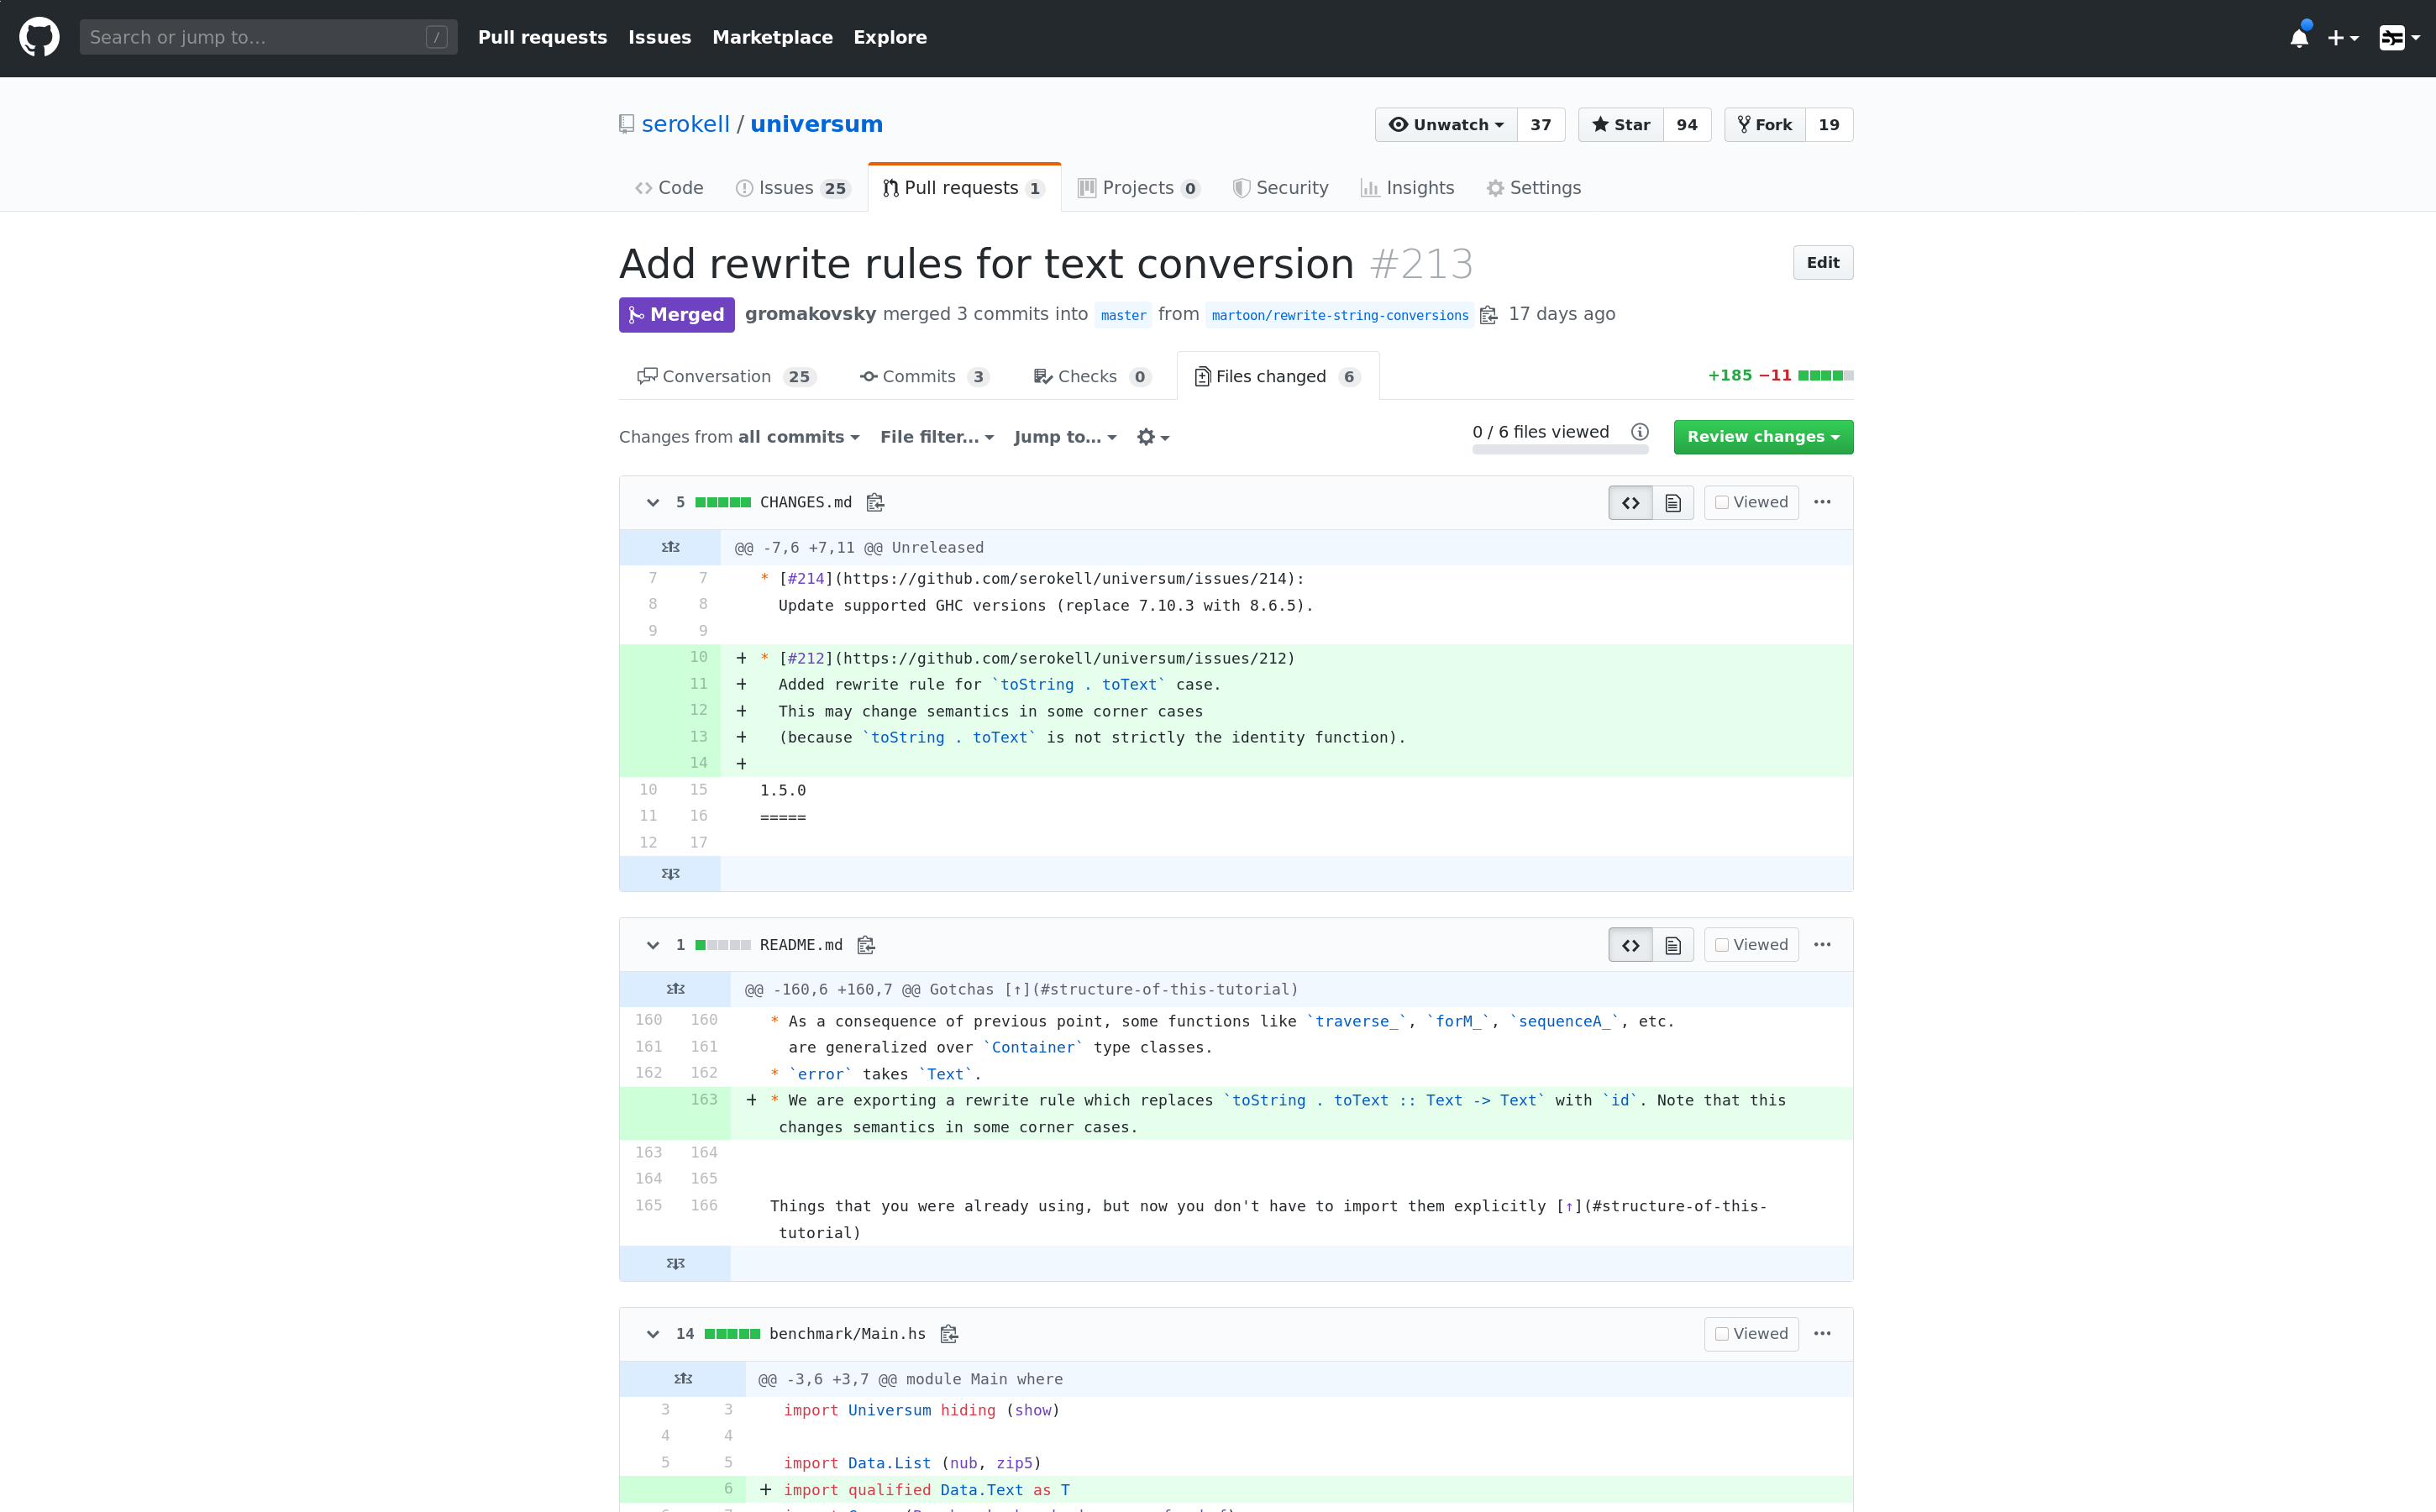 Search or jump to… / Pull requests Issues Marketplace Explore
serokell / universum Unwatch 37 Star 94 Fork 19
Code Issues 25 Pull requests 1 Projects 0 Security Insights Settings
Add rewrite rules for text conversion #213 Edit
Merged gromakovsky merged 3 commits into master from martoon/rewrite-string-conversions 17 days ago
Conversation 25 Commits 3 Checks 0 Files changed 6 +185 −11
Changes from all commits File filter... Jump to... 0 / 6 files viewed Review changes
5 CHANGES.md Viewed
@@ -7,6 +7,11 @@ Unreleased
7 7 * [#214](https://github.com/serokell/universum/issues/214):
8 8 Update supported GHC versions (replace 7.10.3 with 8.6.5).
9 9
10 + * [#212](https://github.com/serokell/universum/issues/212)
11 + Added rewrite rule for `toString . toText` case.
12 + This may change semantics in some corner cases
13 + (because `toString . toText` is not strictly the identity function).
14 +
10 15 1.5.0
11 16 =====
12 17
1 README.md Viewed
@@ -160,6 +160,7 @@ Gotchas [↑](#structure-of-this-tutorial)
160 160 * As a consequence of previous point, some functions like `traverse_`, `forM_`, `sequenceA_`, etc.
161 161 are generalized over `Container` type classes.
162 162 * `error` takes `Text`.
163 + * We are exporting a rewrite rule which replaces `toString . toText :: Text -> Text` with `id`. Note that this
changes semantics in some corner cases.
163 164
164 165
165 166 Things that you were already using, but now you don't have to import them explicitly [↑](#structure-of-this-
tutorial)
14 benchmark/Main.hs Viewed
@@ -3,6 +3,7 @@ module Main where
3 3 import Universum hiding (show)
4 4
5 5 import Data.List (nub, zip5)
6 + import qualified Data.Text as T